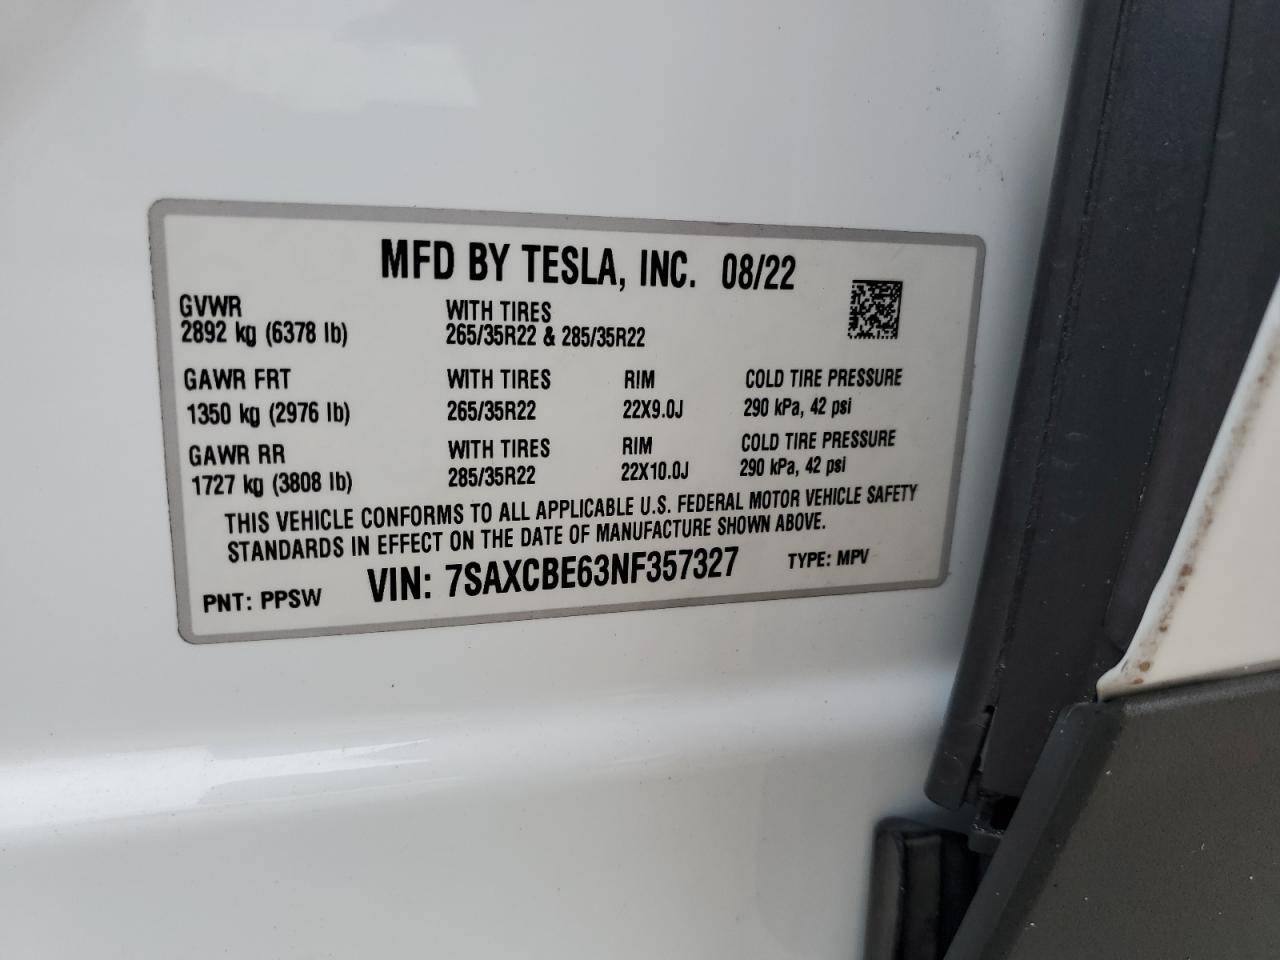 MFD BY TESLA, INC. 08/22
GVWR
2892 kg (6378 lb)
WITH TIRES
265/35R22 & 285/35R22
GAWR FRT WITH TIRES RIM COLD TIRE PRESSURE
1350 kg (2976 lb) 265/35R22 22X9.0J 290 kPa, 42 psi
GAWR RR WITH TIRES RIM COLD TIRE PRESSURE
1727 kg (3808 lb) 285/35R22 22X10.0J 290 kPa, 42 psi
THIS VEHICLE CONFORMS TO ALL APPLICABLE U.S. FEDERAL MOTOR VEHICLE SAFETY
STANDARDS IN EFFECT ON THE DATE OF MANUFACTURE SHOWN ABOVE.
PNT: PPSW VIN: 7SAXCBE63NF357327 TYPE: MPV